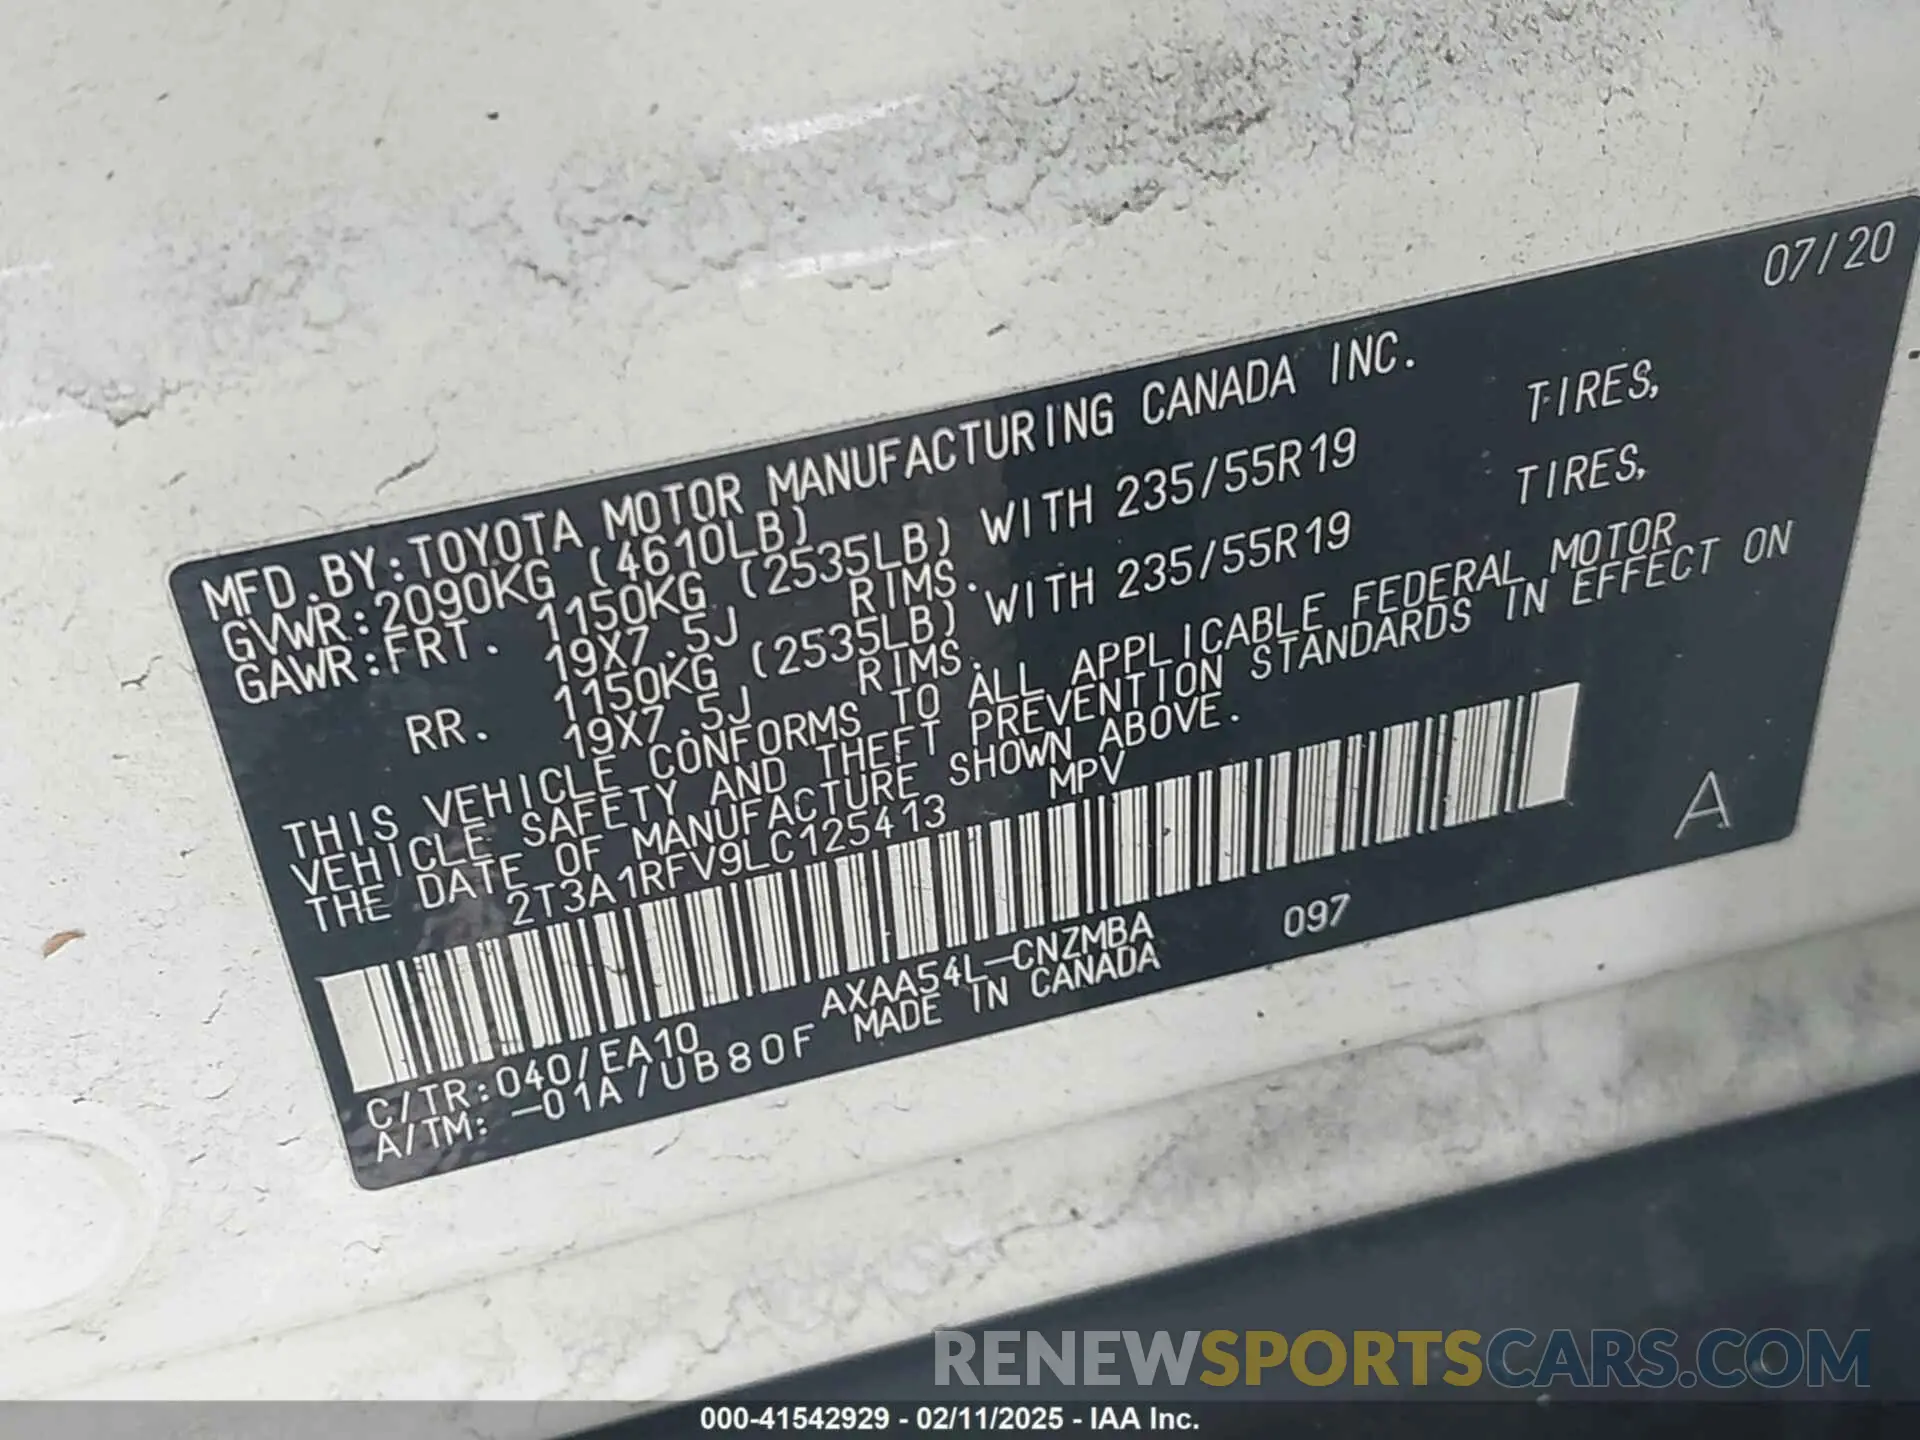 07/20
MFD.BY:TOYOTA MOTOR MANUFACTURING CANADA INC.
GVWR:2090KG (4610LB)
GAWR:FRT. 1150KG (2535LB) WITH 235/55R19 TIRES,
19X7.5J RIMS.
RR. 1150KG (2535LB) WITH 235/55R19 TIRES,
19X7.5J RIMS.
THIS VEHICLE CONFORMS TO ALL APPLICABLE FEDERAL MOTOR
VEHICLE SAFETY AND THEFT PREVENTION STANDARDS IN EFFECT ON
THE DATE OF MANUFACTURE SHOWN ABOVE.
2T3A1RFV9LC125413 MPV
A
C/TR:040/EA10 AXAA54L-CNZMBA 097
A/TM: -01A/UB80F MADE IN CANADA
RENEWSPORTSCARS.COM
000-41542929 - 02/11/2025 - IAA Inc.